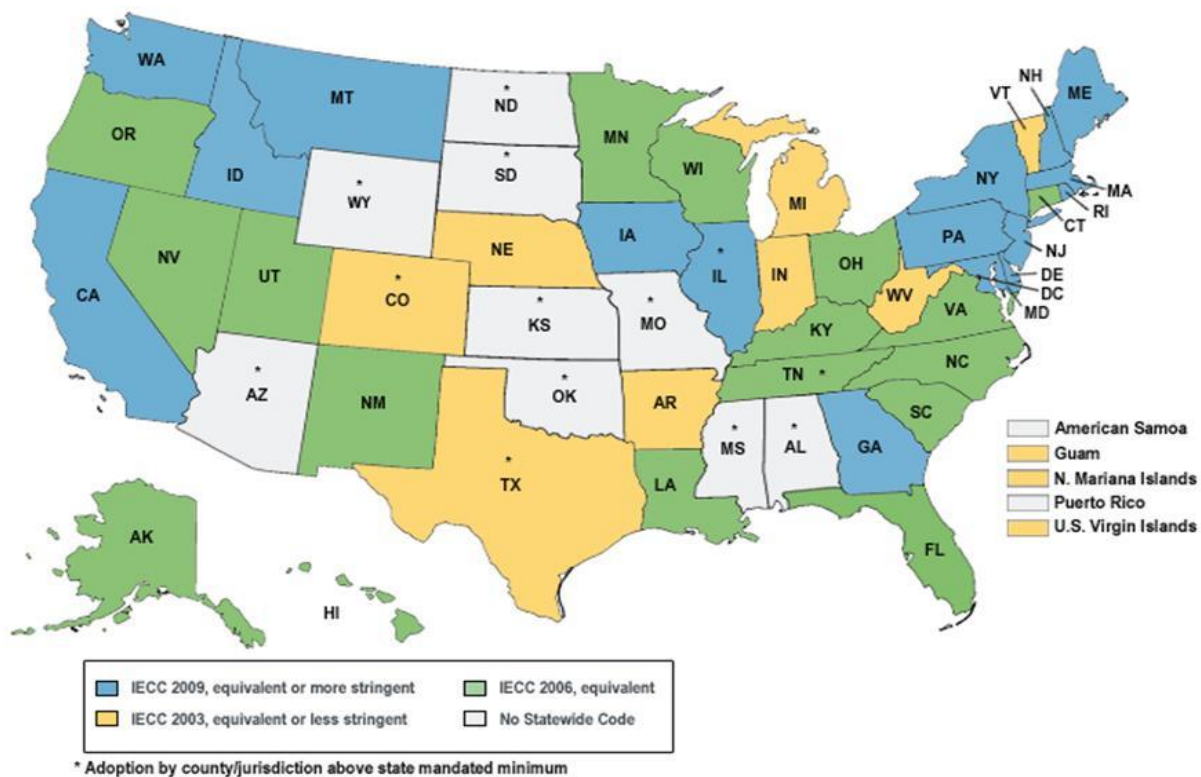 WA
MT
* ND
MN
VT
NH
ME
OR
ID
* SD
WI
* WY
MI
NY
MA
RI
CT
NE
IA
PA
NJ
NV
UT
* CO
* IL
IN
OH
DE
DC
MD
CA
* KS
* MO
WV
VA
KY
NC
TN *
* AZ
NM
* OK
AR
SC
* MS
* AL
GA
* TX
LA
FL
American Samoa
Guam
N. Mariana Islands
Puerto Rico
U.S. Virgin Islands
AK
HI
IECC 2009, equivalent or more stringent
IECC 2006, equivalent
IECC 2003, equivalent or less stringent
No Statewide Code
* Adoption by county/jurisdiction above state mandated minimum